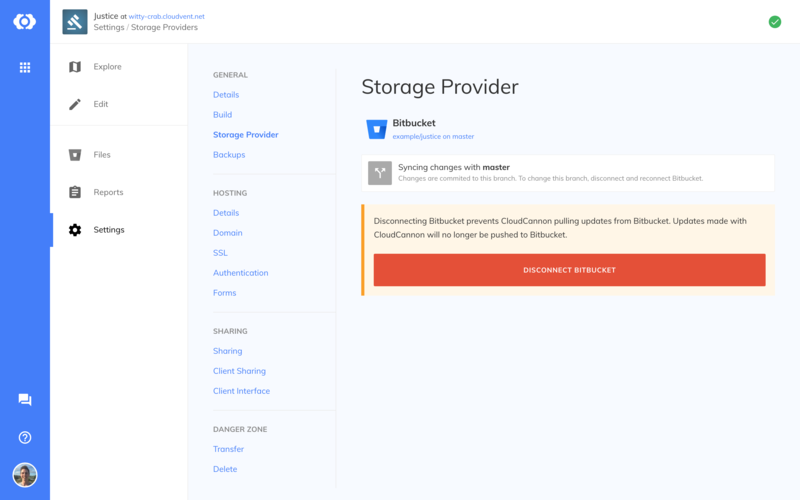 Justice at witty-crab.cloudvent.net
Settings / Storage Providers
Explore
Edit
Files
Reports
Settings
GENERAL
Details
Build
Storage Provider
Backups
HOSTING
Details
Domain
SSL
Authentication
Forms
SHARING
Sharing
Client Sharing
Client Interface
DANGER ZONE
Transfer
Delete
Storage Provider
Bitbucket
example/justice on master
Syncing changes with master
Changes are commited to this branch. To change this branch, disconnect and reconnect Bitbucket.
Disconnecting Bitbucket prevents CloudCannon pulling updates from Bitbucket. Updates made with
CloudCannon will no longer be pushed to Bitbucket.
DISCONNECT BITBUCKET